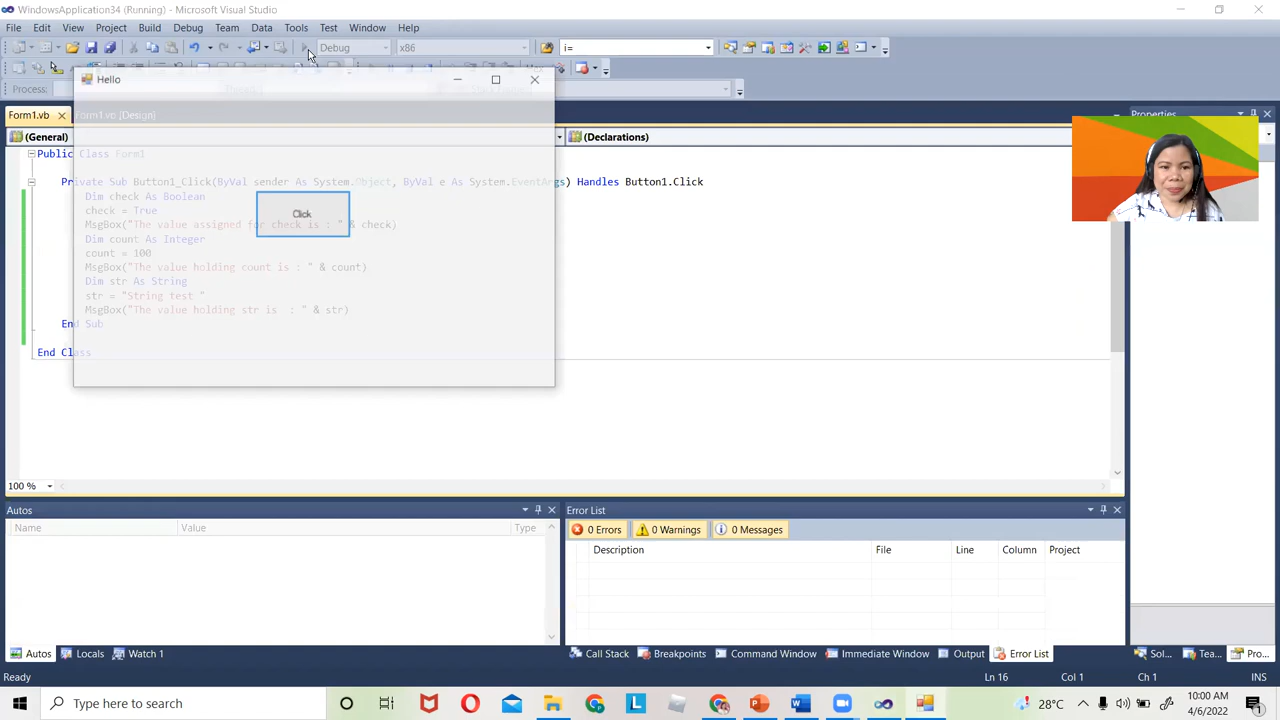 WindowsApplication34 (Running) - Microsoft Visual Studio
File Edit View Project Build Debug Team Data Tools Test Window Help
Debug x86 i=
Process:
Hello
Form1.vb Form1.vb [Design] Properties
(General) (Declarations)
Public Class Form1
Private Sub Button1_Click(ByVal sender As System.Object, ByVal e As System.EventArgs) Handles Button1.Click
Dim check As Boolean
check = True
Click
MsgBox("The value assigned for check is : " & check)
Dim count As Integer
count = 100
MsgBox("The value holding count is : " & count)
Dim str As String
str = "String test "
MsgBox("The value holding str is : " & str)
End Sub
End Class
100 %
Autos Error List
Name Value Type
0 Errors 0 Warnings 0 Messages
Description File Line Column Project
Autos Locals Watch 1 Call Stack Breakpoints Command Window Immediate Window Output Error List Sol... Tea... Pro...
Ready Ln 16 Col 1 Ch 1 INS
Type here to search 28°C 10:00 AM
4/6/2022